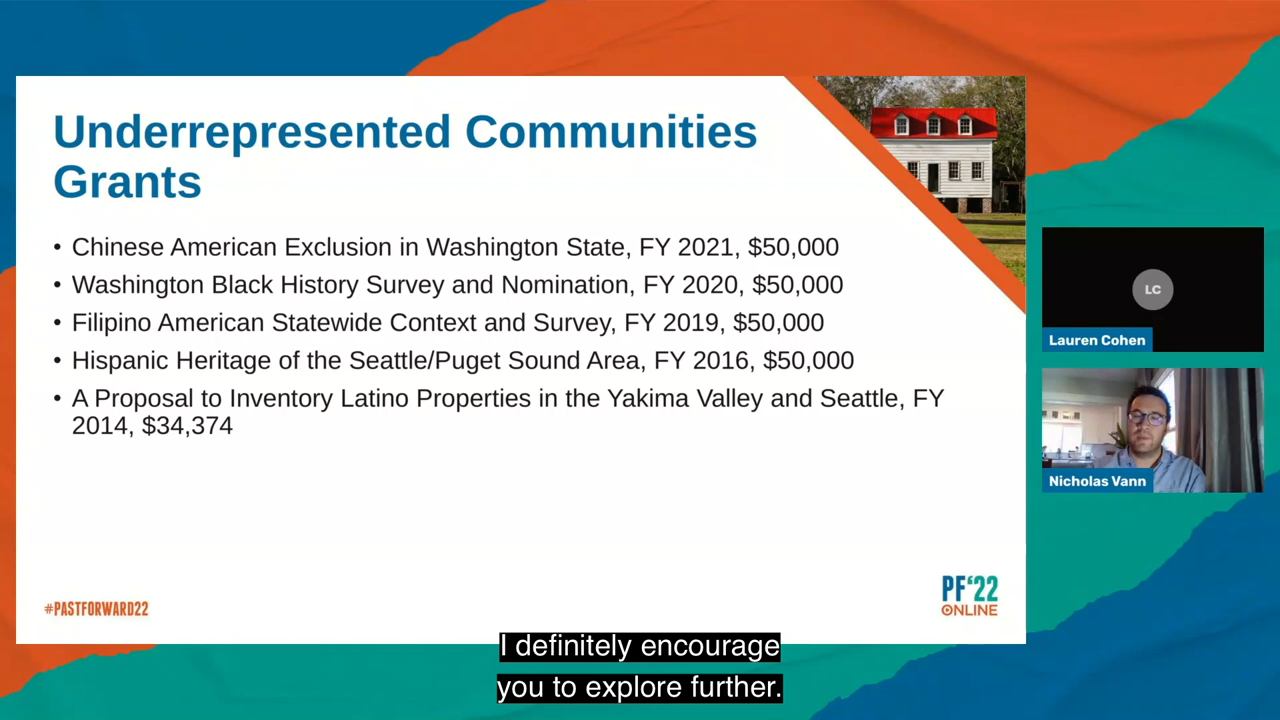 Underrepresented Communities
Grants
• Chinese American Exclusion in Washington State, FY 2021, $50,000
• Washington Black History Survey and Nomination, FY 2020, $50,000
• Filipino American Statewide Context and Survey, FY 2019, $50,000
• Hispanic Heritage of the Seattle/Puget Sound Area, FY 2016, $50,000
• A Proposal to Inventory Latino Properties in the Yakima Valley and Seattle, FY
2014, $34,374
LC
Lauren Cohen
Nicholas Vann
#PASTFORWARD22
PF‘22
ONLINE
I definitely encourage
you to explore further.